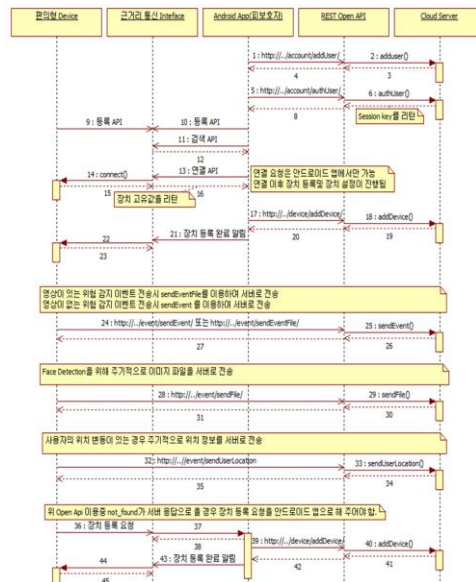 편의형 Device
근거리 통신 Inteface
Android App(피보호자)
REST Open API
Cloud Server
1 : http://../account/addUser/
2 : adduser()
4
3
5 : http://../account/authUser/
6 : authUser()
8
7
Session key를 리턴
9 : 등록 API
10 : 등록 API
11 : 검색 API
12
13 : 연결 API
14 : connect()
연결 요청은 안드로이드 앱에서만 가능
연결 이후 장치 등록및 장치 설정이 진행됨
15
16
장치 고유값을 리턴
17 : http://../device/addDevice/
18 : addDevice()
20
19
21 : 장치 등록 완료 알림
22
23
영상이 있는 위험 감지 이벤트 전송시 sendEventFile를 이용하여 서버로 전송
영상이 없는 위험 감지 이벤트 전송시 sendEvent 를 이용하여 서버로 전송
24 : http://../event/sendEvent/ 또는 http://../event/sendEventFile/
25 : sendEvent()
27
26
Face Detection을 위해 주기적으로 이미지 파일을 서버로 전송
28 : http://../event/sendFile/
29 : sendFile()
31
30
사용자의 위치 변동이 있는 경우 주기적으로 위치 정보를 서버로 전송
32 : http://..//event/sendUserLocation
33 : sendUserLocation()
35
34
위 Open Api 이용중 not_found가 서버 응답으로 올 경우 장치 등록 요청를 안드로이드 앱으로 해 주어야 함.
36 : 장치 등록 요청
37
38
39 : http://../device/addDevice/
40 : addDevice()
42
41
43 : 장치 등록 완료 알림
44
45